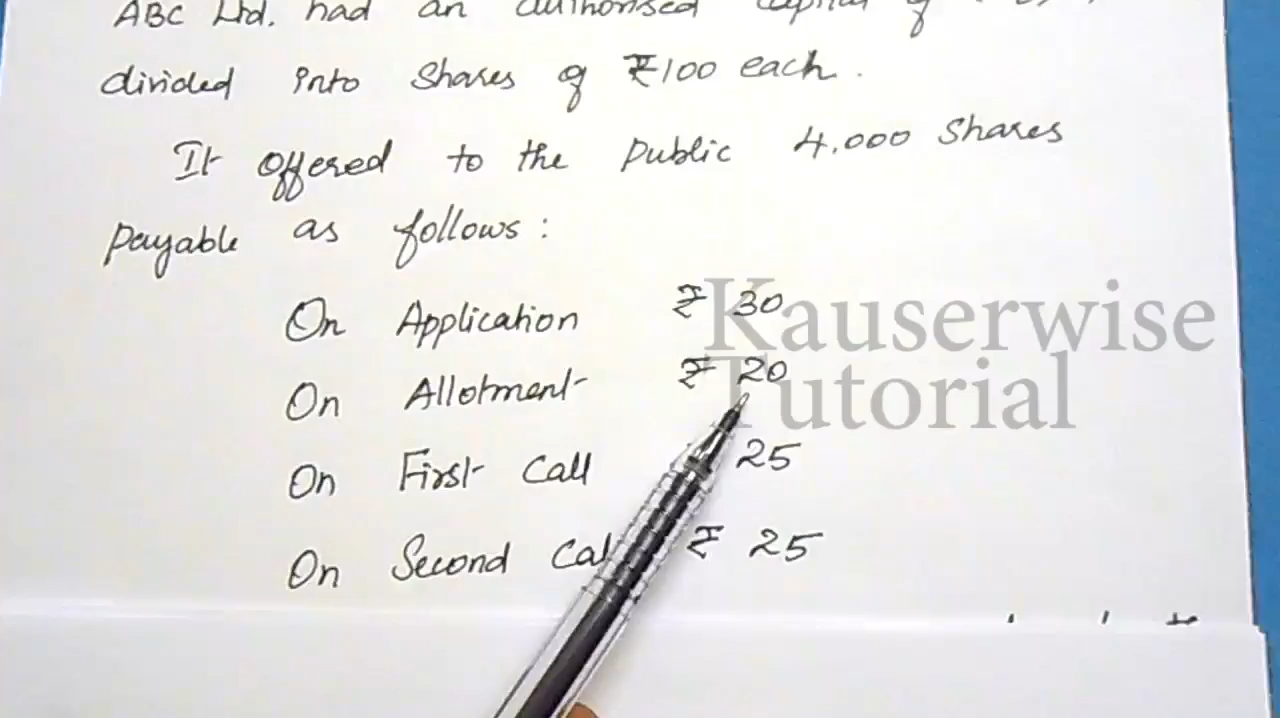 ABC Ltd. had an authorised capital of ₹
divided into shares of ₹100 each.
It offered to the public 4,000 Shares
payable as follows:
On Application ₹ 30
On Allotment ₹ 20
On First Call 25
On Second Call ₹ 25
Kauserwise
Tutorial